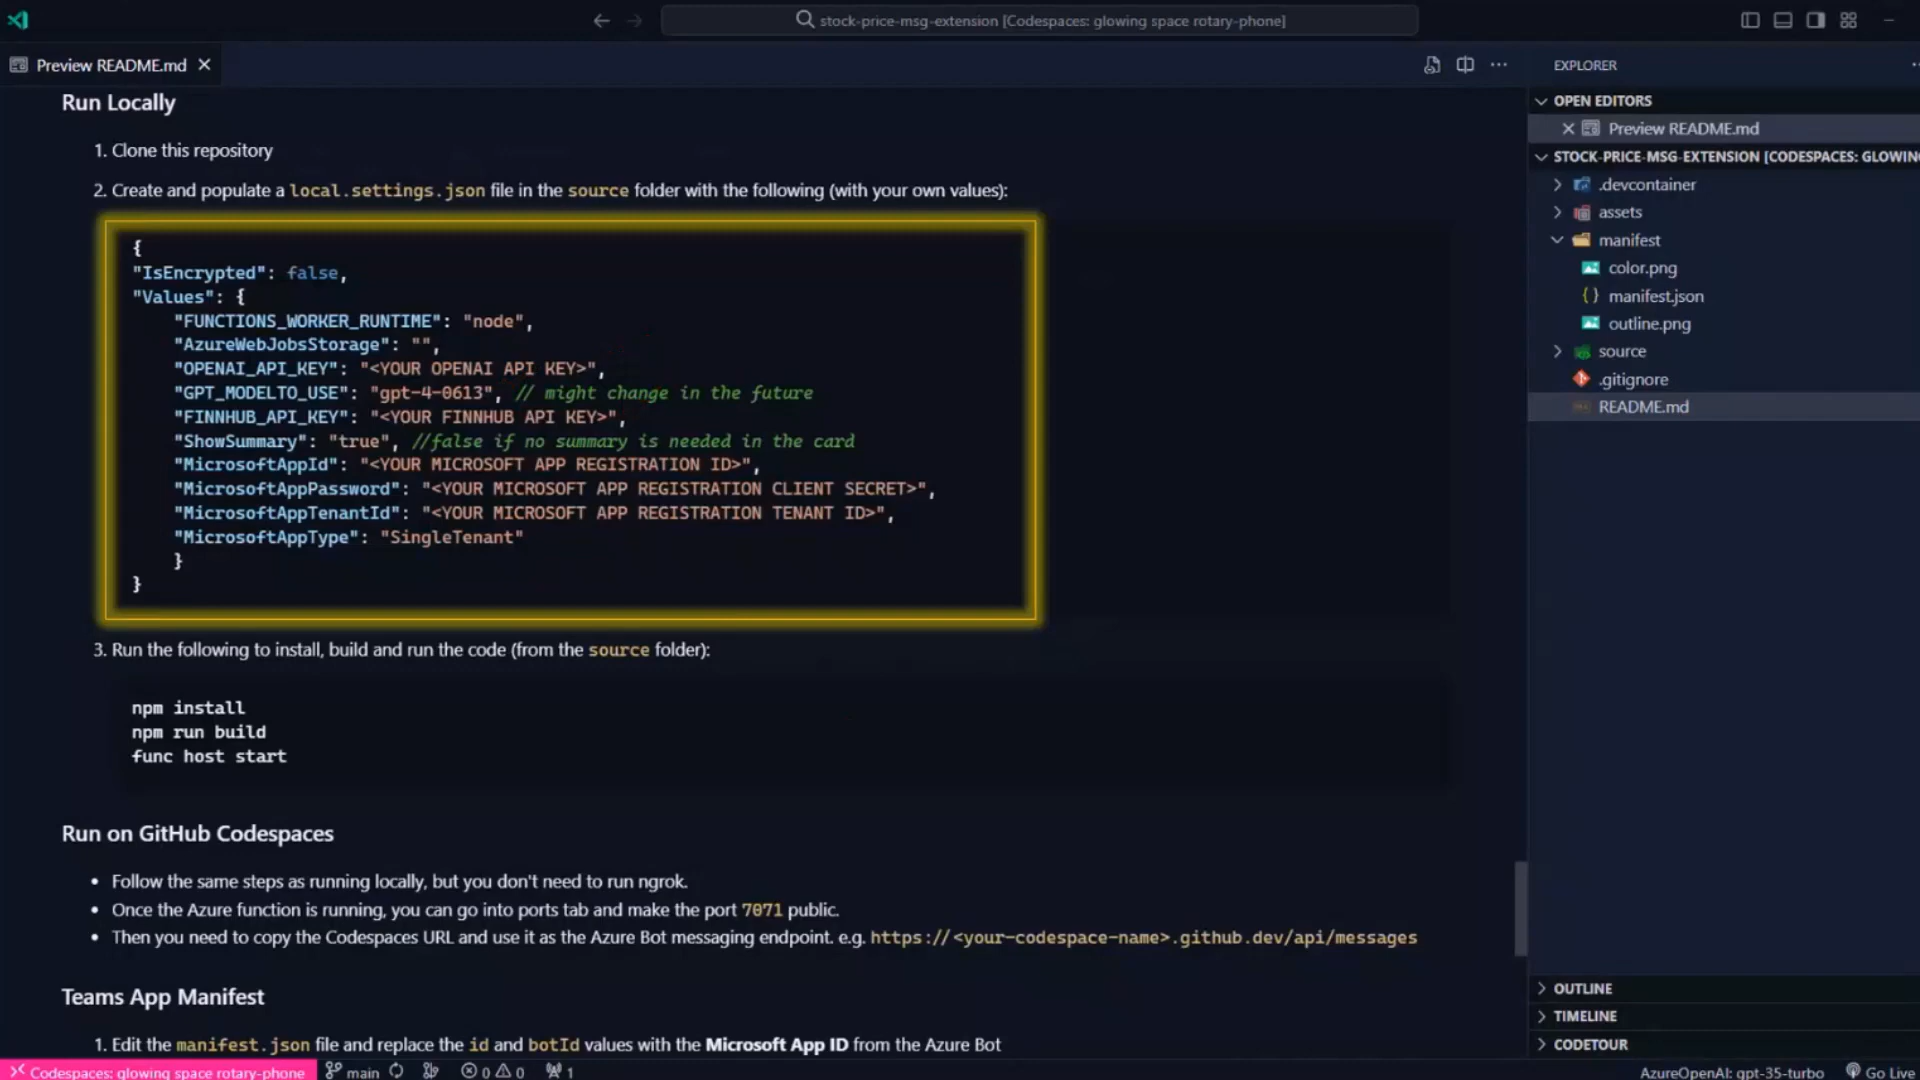 stock-price-msg-extension [Codespaces: glowing space rotary-phone]
Preview README.md
Run Locally
1. Clone this repository
2. Create and populate a local.settings.json file in the source folder with the following (with your own values):
{
"IsEncrypted": false,
"Values": {
"FUNCTIONS_WORKER_RUNTIME": "node",
"AzureWebJobsStorage": "",
"OPENAI_API_KEY": "<YOUR OPENAI API KEY>",
"GPT_MODELTO_USE": "gpt-4-0613", // might change in the future
"FINNHUB_API_KEY": "<YOUR FINNHUB API KEY>",
"ShowSummary": "true", //false if no summary is needed in the card
"MicrosoftAppId": "<YOUR MICROSOFT APP REGISTRATION ID>",
"MicrosoftAppPassword": "<YOUR MICROSOFT APP REGISTRATION CLIENT SECRET>",
"MicrosoftAppTenantId": "<YOUR MICROSOFT APP REGISTRATION TENANT ID>",
"MicrosoftAppType": "SingleTenant"
}
}
3. Run the following to install, build and run the code (from the source folder):
npm install
npm run build
func host start
Run on GitHub Codespaces
• Follow the same steps as running locally, but you don't need to run ngrok.
• Once the Azure function is running, you can go into ports tab and make the port 7071 public.
• Then you need to copy the Codespaces URL and use it as the Azure Bot messaging endpoint. e.g. https://<your-codespace-name>.github.dev/api/messages
Teams App Manifest
1. Edit the manifest.json file and replace the id and botId values with the Microsoft App ID from the Azure Bot
EXPLORER
OPEN EDITORS
Preview README.md
STOCK-PRICE-MSG-EXTENSION [CODESPACES: GLOWING
.devcontainer
assets
manifest
color.png
{} manifest.json
outline.png
source
.gitignore
README.md
OUTLINE
TIMELINE
CODETOUR
Codespaces: glowing space rotary-phone
main
0
0
1
AzureOpenAI: gpt-35-turbo
Go Live